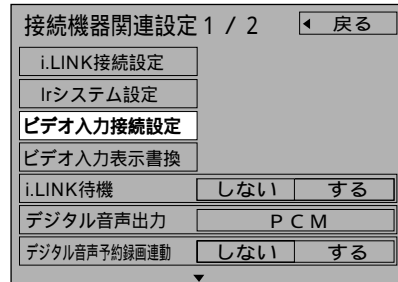 接続機器関連設定1/2 ◀ 戻る
i.LINK接続設定
Irシステム設定
ビデオ入力接続設定
ビデオ入力表示書換
i.LINK待機 しない する
デジタル音声出力 PCM
デジタル音声予約録画連動 しない する
▼